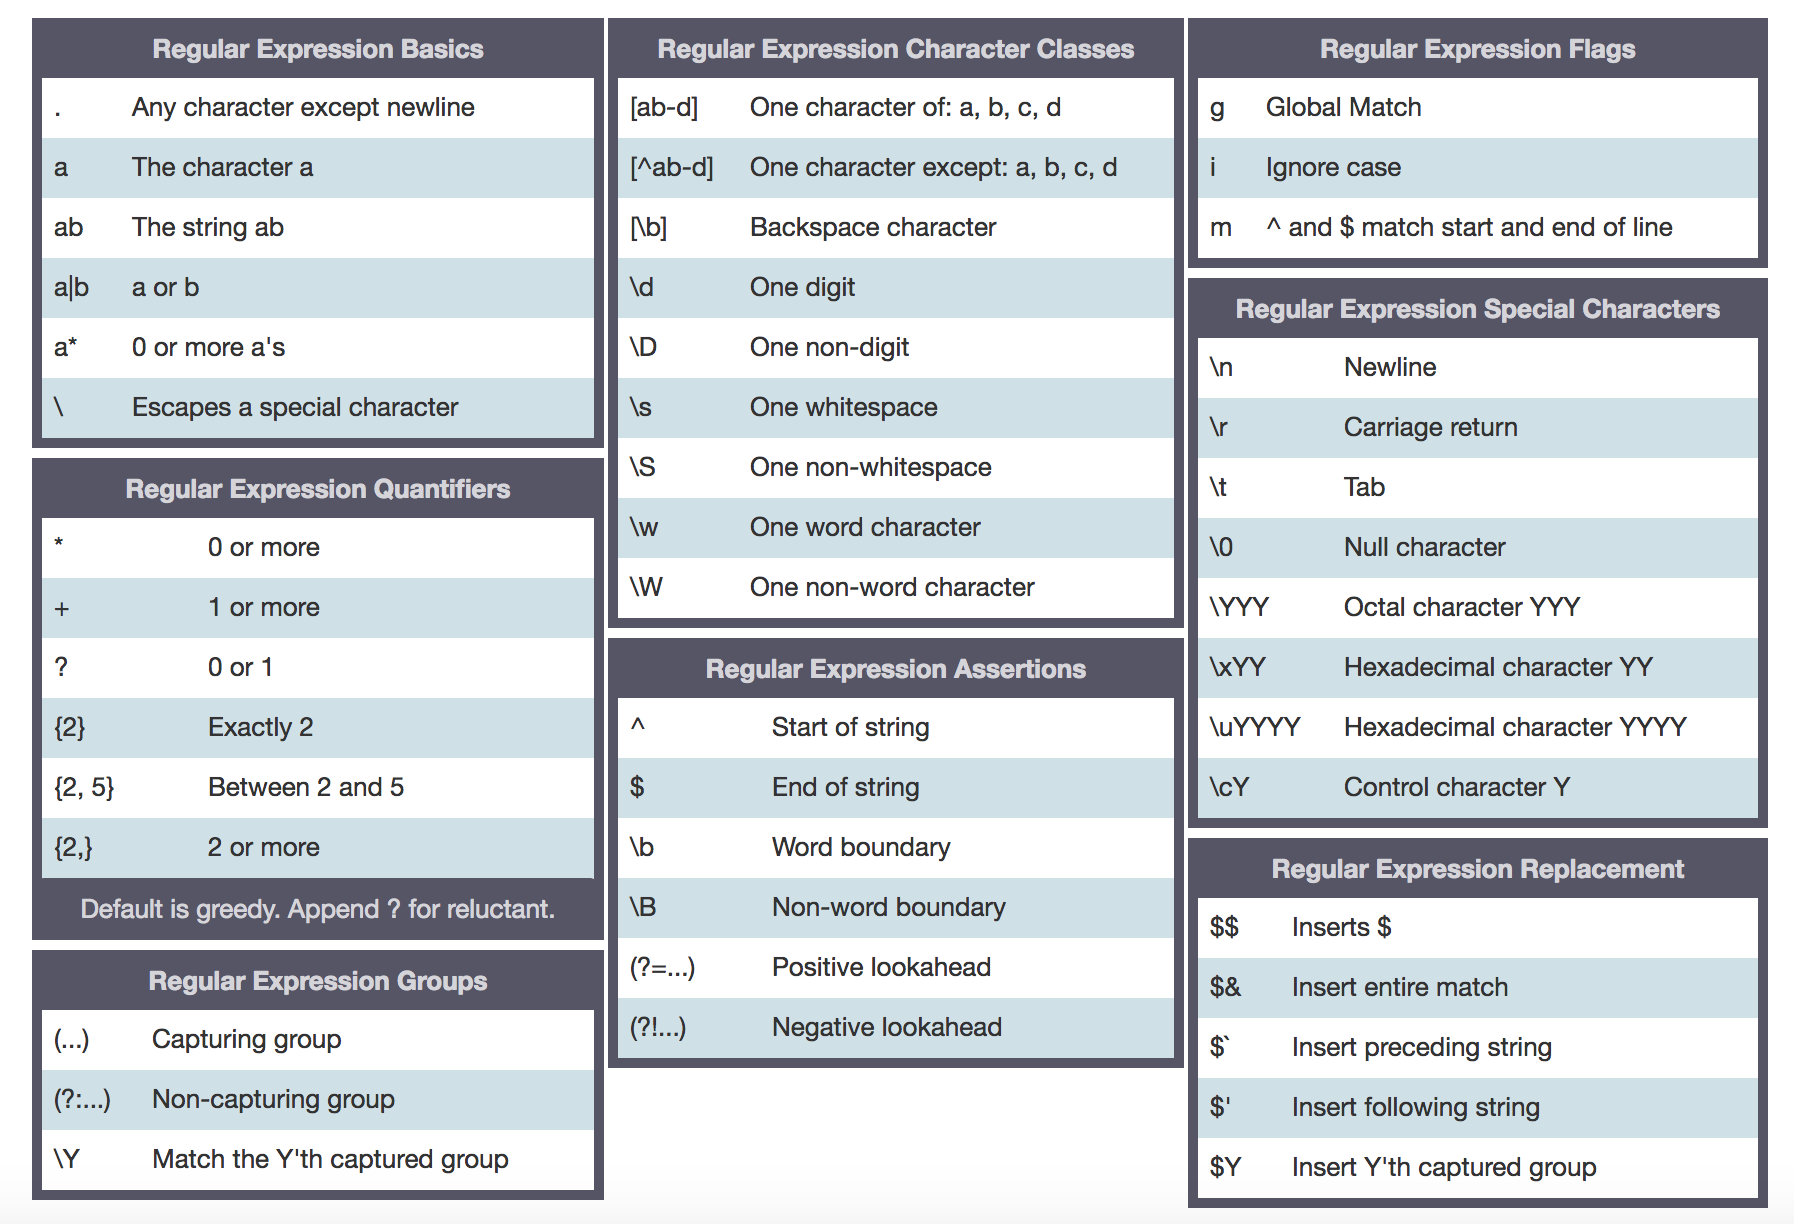 Regular Expression Basics
. Any character except newline
a The character a
ab The string ab
a|b a or b
a* 0 or more a's
\ Escapes a special character
Regular Expression Quantifiers
* 0 or more
+ 1 or more
? 0 or 1
{2} Exactly 2
{2, 5} Between 2 and 5
{2,} 2 or more
Default is greedy. Append ? for reluctant.
Regular Expression Groups
(...) Capturing group
(?:...) Non-capturing group
\Y Match the Y'th captured group
Regular Expression Character Classes
[ab-d] One character of: a, b, c, d
[^ab-d] One character except: a, b, c, d
[\b] Backspace character
\d One digit
\D One non-digit
\s One whitespace
\S One non-whitespace
\w One word character
\W One non-word character
Regular Expression Assertions
^ Start of string
$ End of string
\b Word boundary
\B Non-word boundary
(?=...) Positive lookahead
(?!...) Negative lookahead
Regular Expression Flags
g Global Match
i Ignore case
m ^ and $ match start and end of line
Regular Expression Special Characters
\n Newline
\r Carriage return
\t Tab
\0 Null character
\YYY Octal character YYY
\xYY Hexadecimal character YY
\uYYYY Hexadecimal character YYYY
\cY Control character Y
Regular Expression Replacement
$$ Inserts $
$& Insert entire match
$` Insert preceding string
$' Insert following string
$Y Insert Y'th captured group